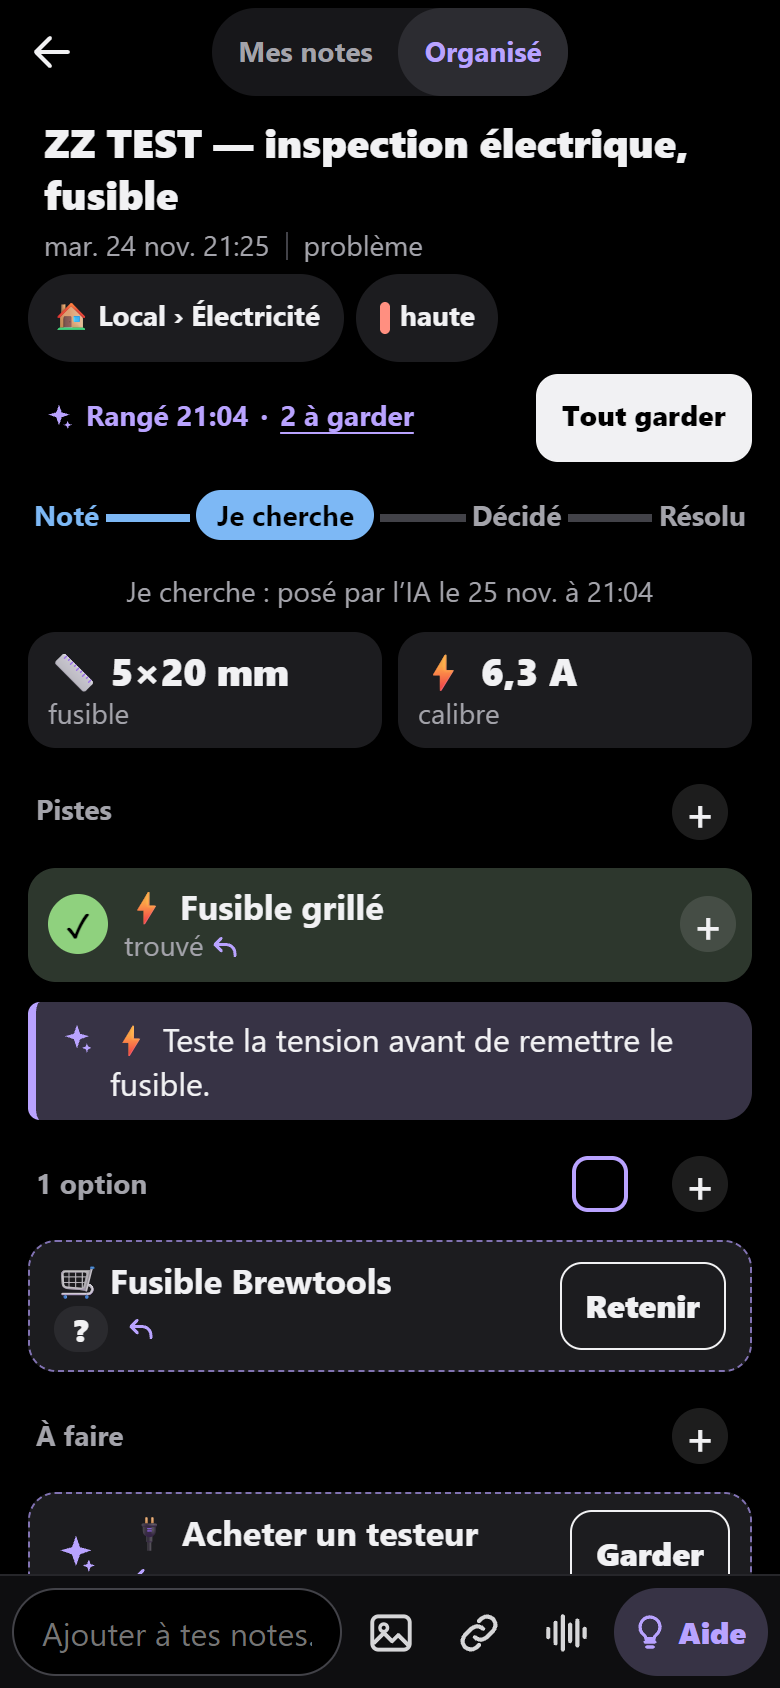 Mes notes
Organisé
ZZ TEST — inspection électrique,
fusible
mar. 24 nov. 21:25 | problème
Local › Électricité
haute
Rangé 21:04 · 2 à garder
Tout garder
Noté
Je cherche
Décidé
Résolu
Je cherche : posé par l’IA le 25 nov. à 21:04
5×20 mm
fusible
6,3 A
calibre
Pistes
+
✓
Fusible grillé
trouvé
+
Teste la tension avant de remettre le
fusible.
1 option
+
Fusible Brewtools
?
Retenir
À faire
+
Acheter un testeur
Garder
Ajouter à tes notes.
Aide